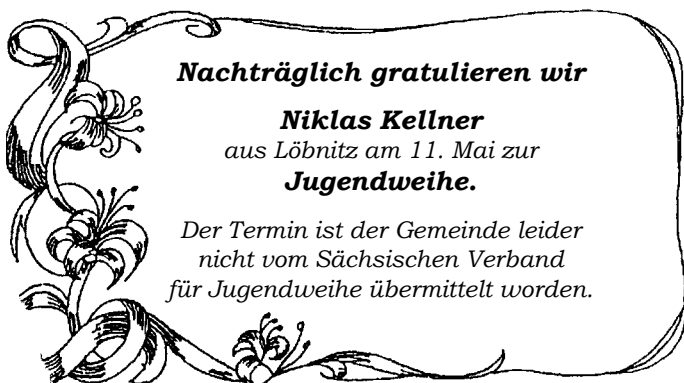 Nachträglich gratulieren wir
Niklas Kellner
aus Löbnitz am 11. Mai zur
Jugendweihe.
Der Termin ist der Gemeinde leider
nicht vom Sächsischen Verband
für Jugendweihe übermittelt worden.